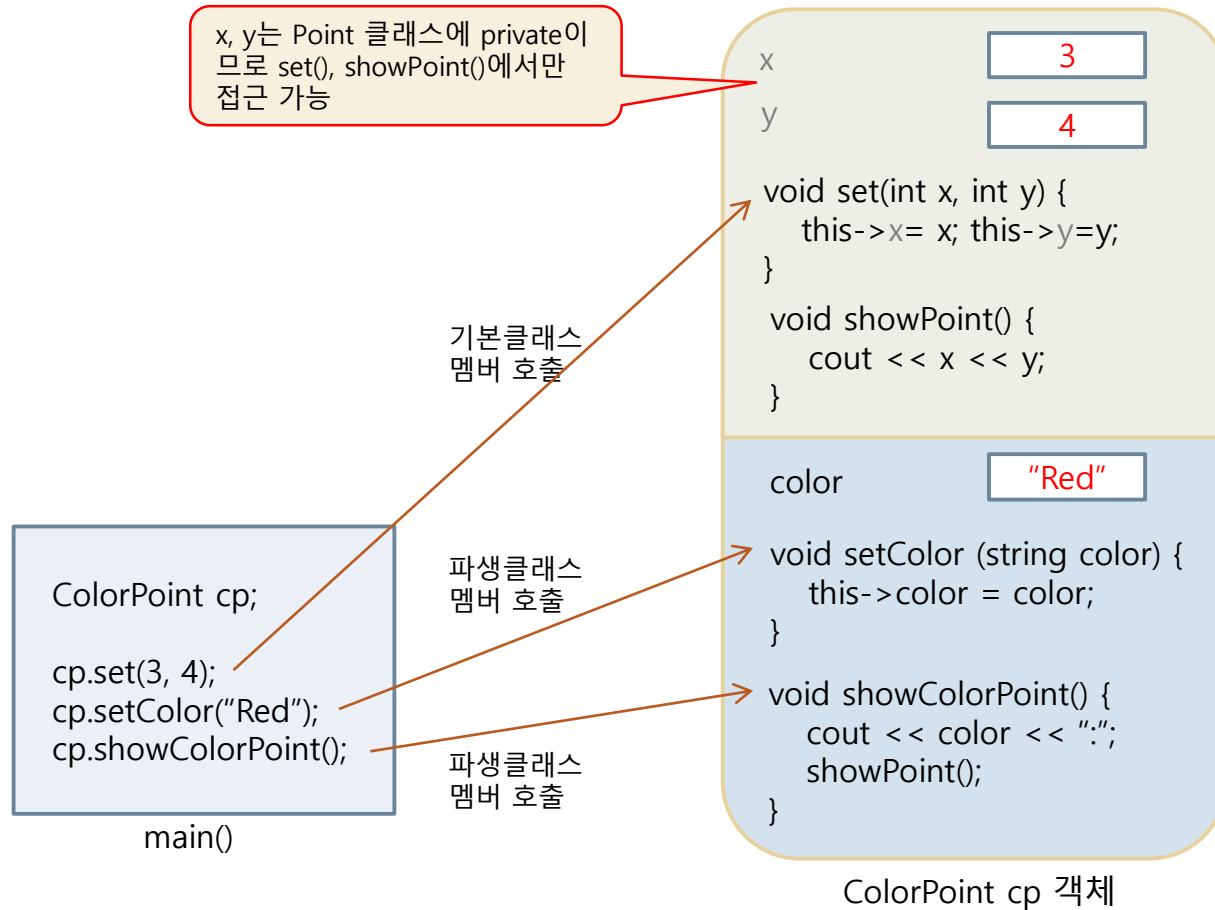 x, y는 Point 클래스에 private이
므로 set(), showPoint()에서만
접근 가능
x
3
y
4
void set(int x, int y) {
this->x= x; this->y=y;
}
void showPoint() {
cout << x << y;
}
기본클래스
멤버 호출
color
"Red"
void setColor (string color) {
this->color = color;
}
void showColorPoint() {
cout << color << ":";
showPoint();
}
파생클래스
멤버 호출
ColorPoint cp;
cp.set(3, 4);
cp.setColor("Red");
cp.showColorPoint();
파생클래스
멤버 호출
main()
ColorPoint cp 객체